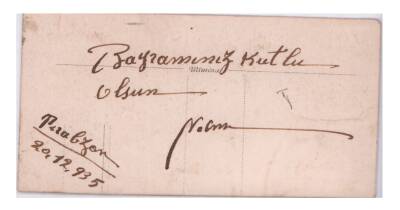 Bayramınız Kutlu
Olsun
Trabzon
20,12,935